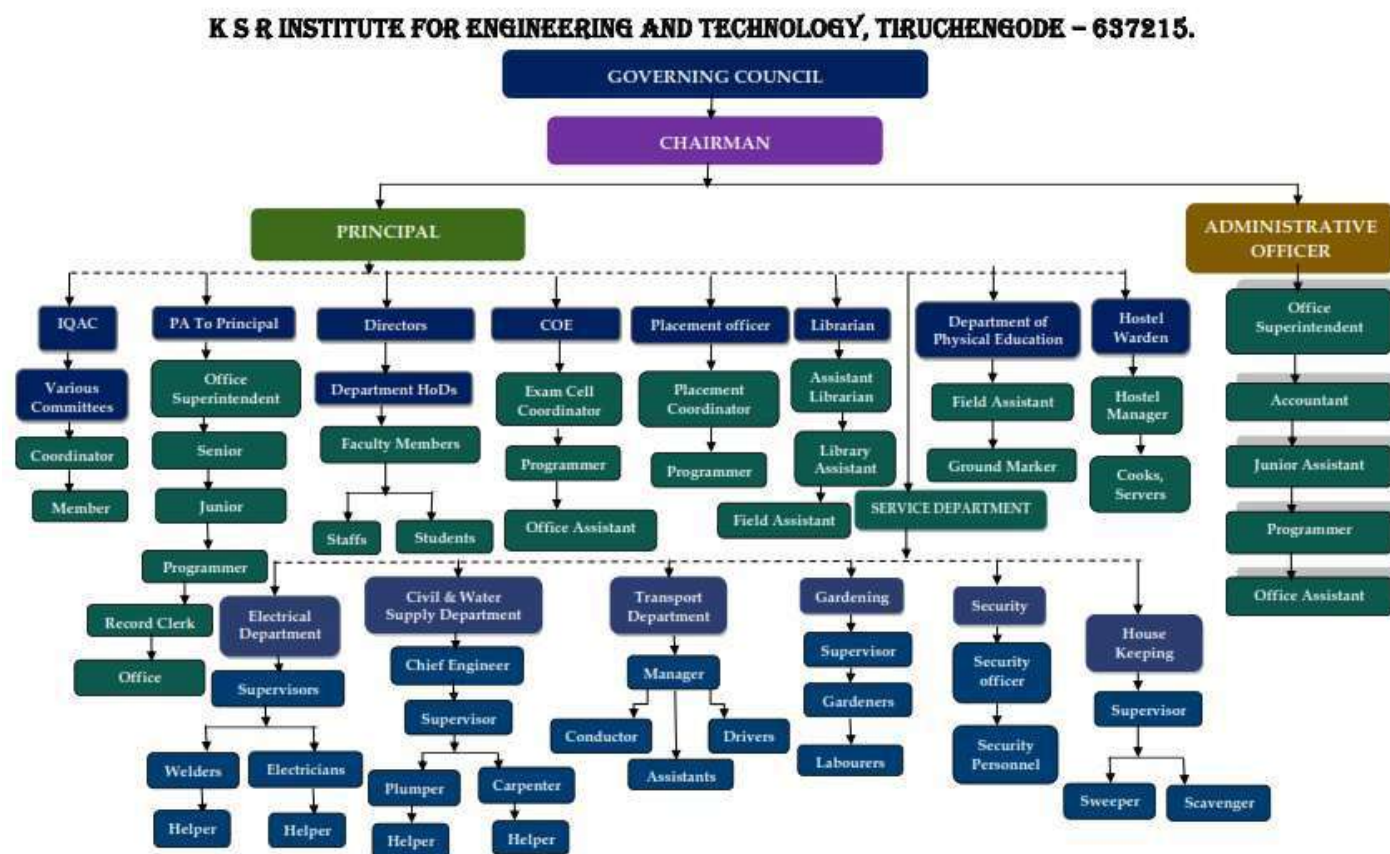 K S R INSTITUTE FOR ENGINEERING AND TECHNOLOGY, TIRUCHENGODE – 637215.
GOVERNING COUNCIL
CHAIRMAN
PRINCIPAL
ADMINISTRATIVE
OFFICER
IQAC
PA To Principal
Directors
COE
Placement officer
Librarian
Department of
Physical Education
Hostel
Warden
Office
Superintendent
Various
Committees
Office
Superintendent
Department HoDs
Exam Cell
Coordinator
Placement
Coordinator
Assistant
Librarian
Field Assistant
Hostel
Manager
Accountant
Coordinator
Senior
Faculty Members
Programmer
Programmer
Library
Assistant
Ground Marker
Cooks,
Servers
Junior Assistant
Member
Junior
Staffs
Students
Office Assistant
Field Assistant
SERVICE DEPARTMENT
Programmer
Office Assistant
Programmer
Record Clerk
Office
Electrical
Department
Civil & Water
Supply Department
Transport
Department
Gardening
Security
House
Keeping
Supervisors
Chief Engineer
Manager
Supervisor
Security
officer
Supervisor
Supervisor
Conductor
Drivers
Assistants
Gardeners
Labourers
Security
Personnel
Welders
Electricians
Plumper
Carpenter
Sweeper
Scavenger
Helper
Helper
Helper
Helper